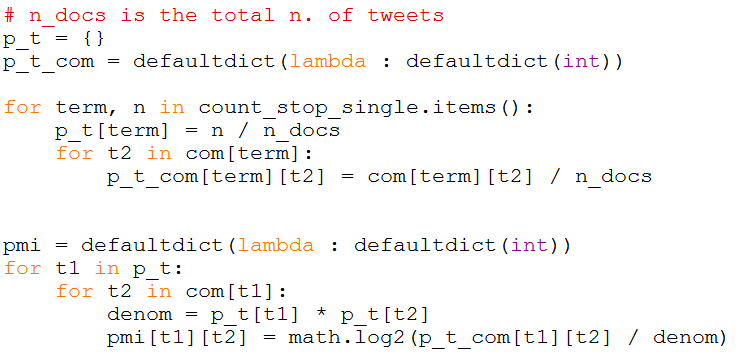 # n_docs is the total n. of tweets
p_t = {}
p_t_com = defaultdict(lambda : defaultdict(int))

for term, n in count_stop_single.items():
    p_t[term] = n / n_docs
    for t2 in com[term]:
        p_t_com[term][t2] = com[term][t2] / n_docs


pmi = defaultdict(lambda : defaultdict(int))
for t1 in p_t:
    for t2 in com[t1]:
        denom = p_t[t1] * p_t[t2]
        pmi[t1][t2] = math.log2(p_t_com[t1][t2] / denom)